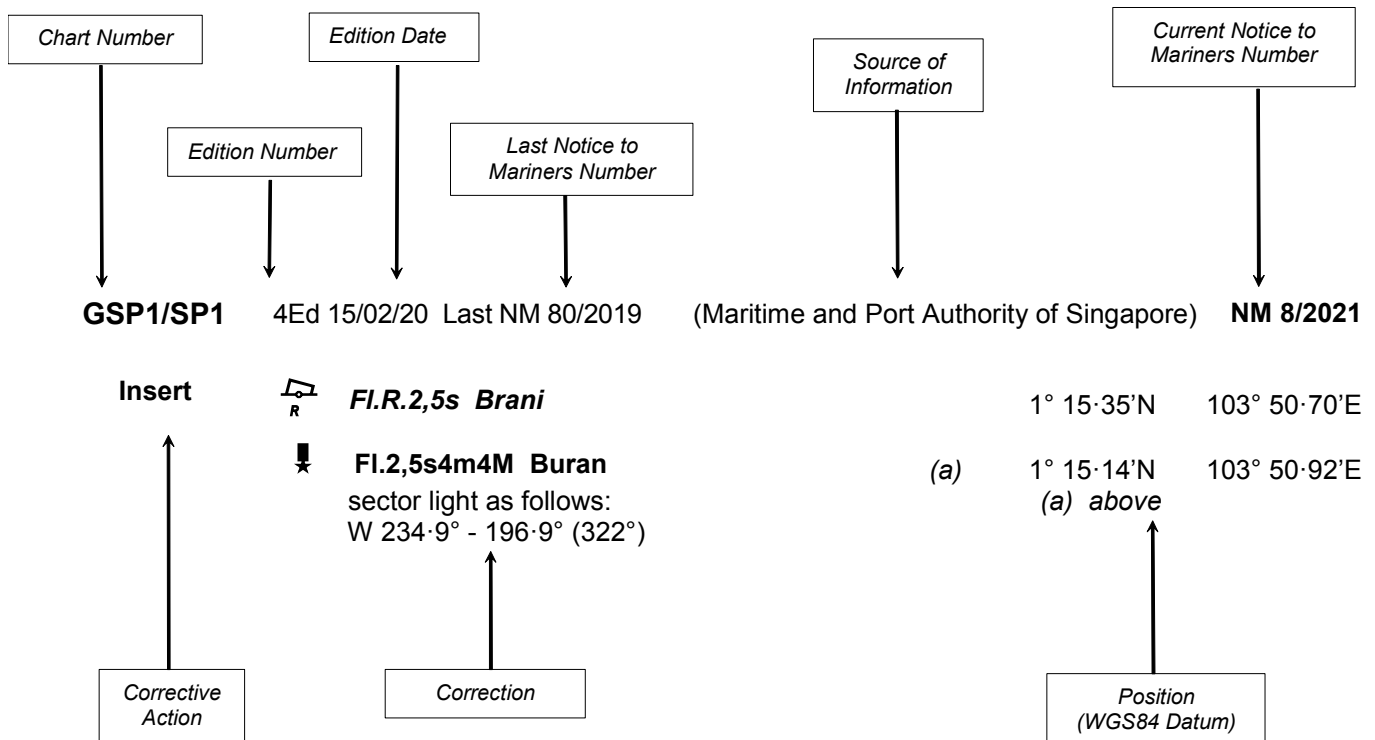 Chart Number
Edition Date
Current Notice to
Mariners Number
Source of
Information
Edition Number
Last Notice to
Mariners Number
GSP1/SP1 4Ed 15/02/20 Last NM 80/2019 (Maritime and Port Authority of Singapore) NM 8/2021
Insert R Fl.R.2,5s Brani 1° 15·35’N 103° 50·70’E
Fl.2,5s4m4M Buran (a) 1° 15·14’N 103° 50·92’E
sector light as follows: (a) above
W 234·9° - 196·9° (322°)
Corrective
Action
Correction
Position
(WGS84 Datum)